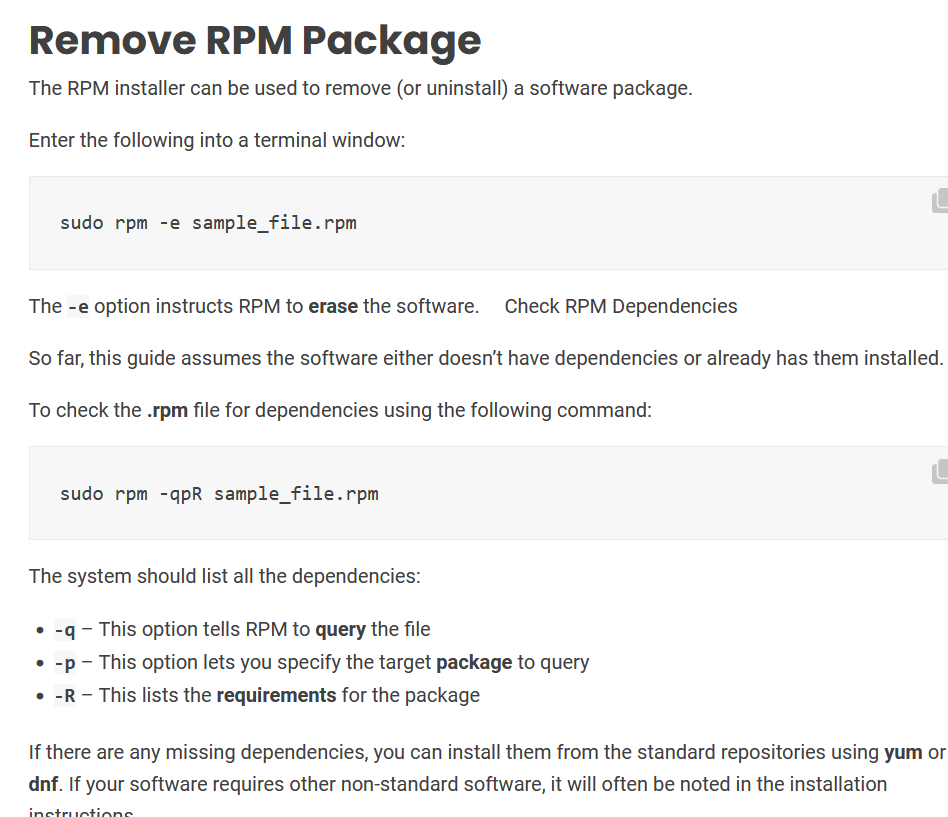 Remove RPM Package
The RPM installer can be used to remove (or uninstall) a software package.
Enter the following into a terminal window:
sudo rpm -e sample_file.rpm
The -e option instructs RPM to erase the software. Check RPM Dependencies
So far, this guide assumes the software either doesn’t have dependencies or already has them installed.
To check the .rpm file for dependencies using the following command:
sudo rpm -qpR sample_file.rpm
The system should list all the dependencies:
• -q – This option tells RPM to query the file
• -p – This option lets you specify the target package to query
• -R – This lists the requirements for the package
If there are any missing dependencies, you can install them from the standard repositories using yum or
dnf. If your software requires other non-standard software, it will often be noted in the installation
instructions.